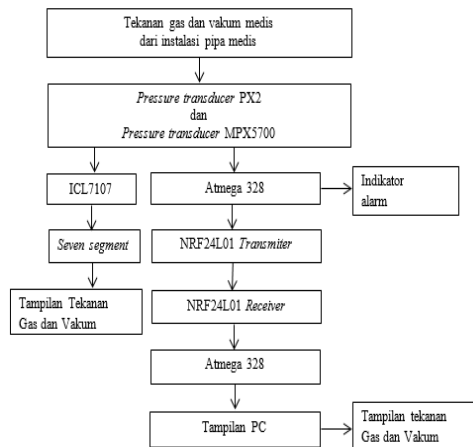 Tekanan gas dan vakum medis
dari instalasi pipa medis
Pressure transducer PX2
dan
Pressure transducer MPX5700
ICL7107
Atmega 328
Indikator
alarm
Seven segment
NRF24L01 Transmiter
Tampilan Tekanan
Gas dan Vakum
NRF24L01 Receiver
Atmega 328
Tampilan PC
Tampilan tekanan
Gas dan Vakum